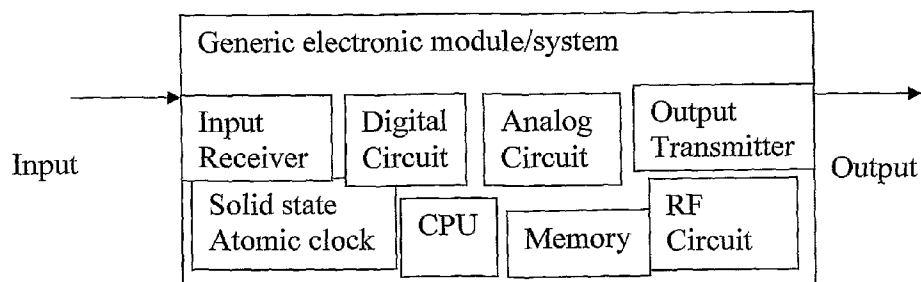 Generic electronic module/system
Input
Receiver
Digital
Circuit
Analog
Circuit
Output
Transmitter
Input
Output
Solid state
Atomic clock
CPU
Memory
RF
Circuit